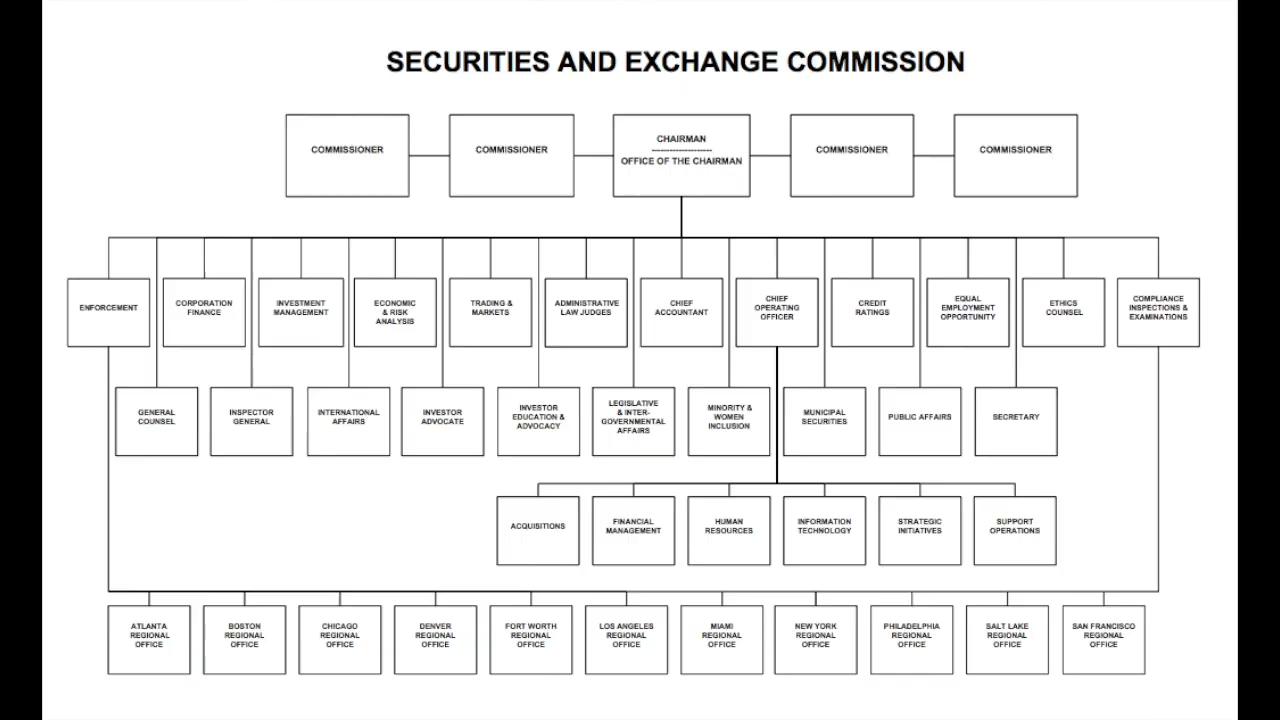 SECURITIES AND EXCHANGE COMMISSION
COMMISSIONER
COMMISSIONER
CHAIRMAN
--------------------
OFFICE OF THE CHAIRMAN
COMMISSIONER
COMMISSIONER
ENFORCEMENT
CORPORATION
FINANCE
INVESTMENT
MANAGEMENT
ECONOMIC
& RISK
ANALYSIS
TRADING &
MARKETS
ADMINISTRATIVE
LAW JUDGES
CHIEF
ACCOUNTANT
CHIEF
OPERATING
OFFICER
CREDIT
RATINGS
EQUAL
EMPLOYMENT
OPPORTUNITY
ETHICS
COUNSEL
COMPLIANCE
INSPECTIONS &
EXAMINATIONS
GENERAL
COUNSEL
INSPECTOR
GENERAL
INTERNATIONAL
AFFAIRS
INVESTOR
ADVOCATE
INVESTOR
EDUCATION &
ADVOCACY
LEGISLATIVE
& INTER-
GOVERNMENTAL
AFFAIRS
MINORITY &
WOMEN
INCLUSION
MUNICIPAL
SECURITIES
PUBLIC AFFAIRS
SECRETARY
ACQUISITIONS
FINANCIAL
MANAGEMENT
HUMAN
RESOURCES
INFORMATION
TECHNOLOGY
STRATEGIC
INITIATIVES
SUPPORT
OPERATIONS
ATLANTA
REGIONAL
OFFICE
BOSTON
REGIONAL
OFFICE
CHICAGO
REGIONAL
OFFICE
DENVER
REGIONAL
OFFICE
FORT WORTH
REGIONAL
OFFICE
LOS ANGELES
REGIONAL
OFFICE
MIAMI
REGIONAL
OFFICE
NEW YORK
REGIONAL
OFFICE
PHILADELPHIA
REGIONAL
OFFICE
SALT LAKE
REGIONAL
OFFICE
SAN FRANCISCO
REGIONAL
OFFICE